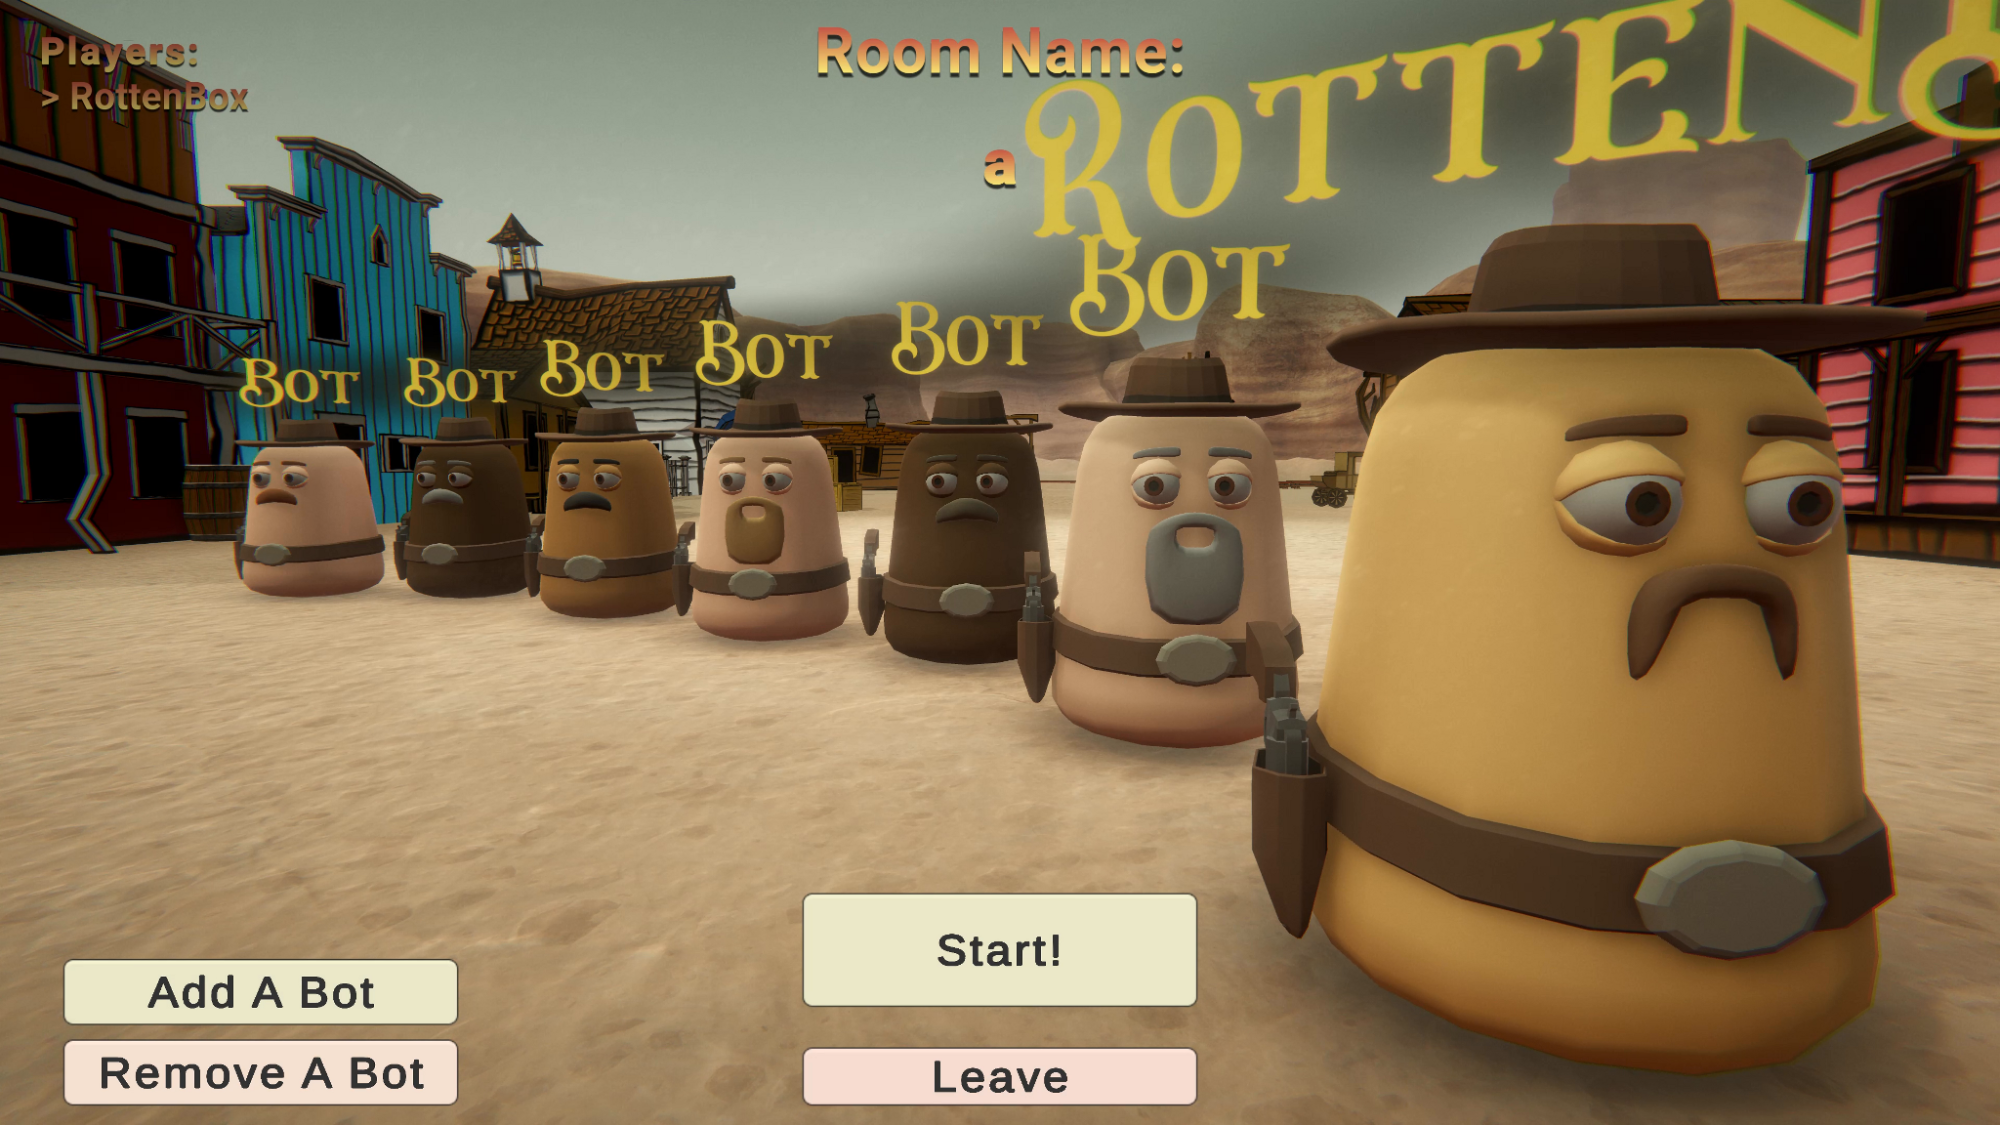 Players:
> RottenBox
Room Name:
a
ROTTEN
BOT
BOT
BOT
BOT
BOT
BOT
Add A Bot
Remove A Bot
Start!
Leave